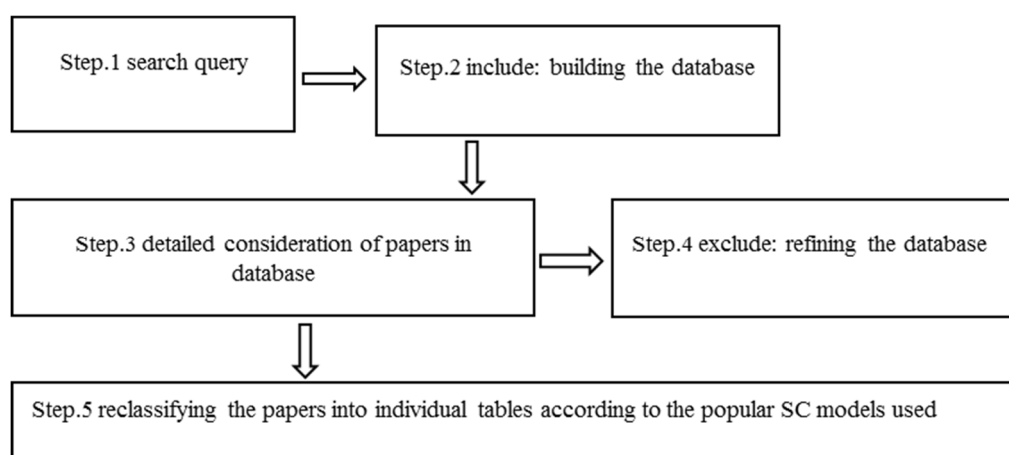 Step.1 search query
Step.2 include: building the database
Step.3 detailed consideration of papers in
database
Step.4 exclude: refining the database
Step.5 reclassifying the papers into individual tables according to the popular SC models used